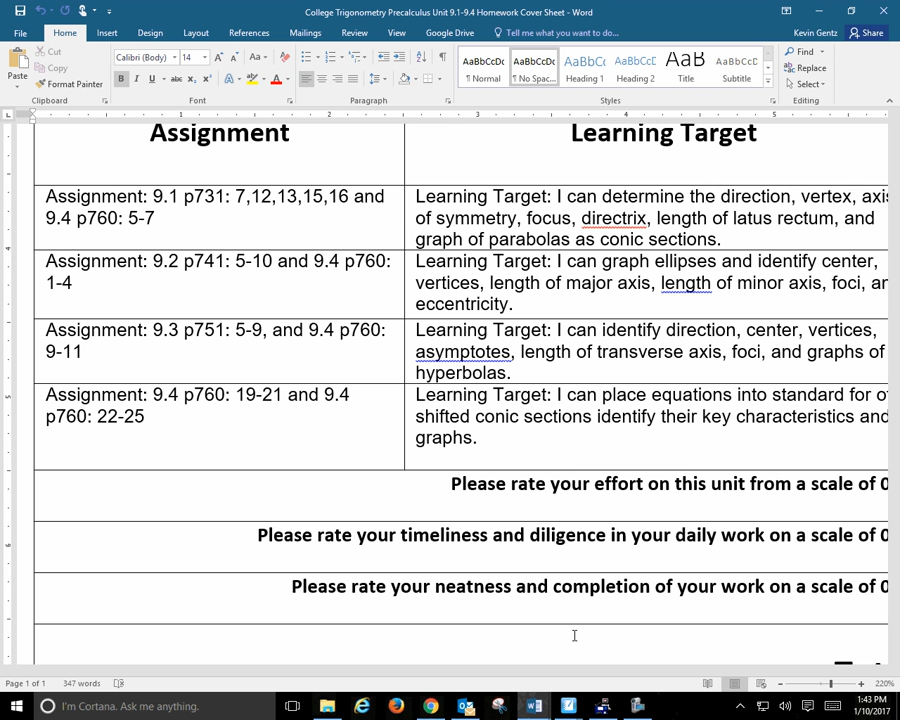 College Trigonometry Precalculus Unit 9.1-9.4 Homework Cover Sheet - Word
File Home Insert Design Layout References Mailings Review View Google Drive Tell me what you want to do... Kevin Gentz Share
Paste
Cut
Copy
Format Painter
Calibri (Body) 14
B I U abc
AaBbCcDc AaBbCcDc AaBbCc AaBbCcC AaB AaBbCcC
¶ Normal ¶ No Spac... Heading 1 Heading 2 Title Subtitle
Find
Replace
Select
Clipboard Font Paragraph Styles Editing
1 2 3 4 5
Assignment Learning Target
Assignment: 9.1 p731: 7,12,13,15,16 and
9.4 p760: 5-7
Learning Target: I can determine the direction, vertex, axis
of symmetry, focus, directrix, length of latus rectum, and
graph of parabolas as conic sections.
Assignment: 9.2 p741: 5-10 and 9.4 p760:
1-4
Learning Target: I can graph ellipses and identify center,
vertices, length of major axis, length of minor axis, foci, an
eccentricity.
Assignment: 9.3 p751: 5-9, and 9.4 p760:
9-11
Learning Target: I can identify direction, center, vertices,
asymptotes, length of transverse axis, foci, and graphs of
hyperbolas.
Assignment: 9.4 p760: 19-21 and 9.4
p760: 22-25
Learning Target: I can place equations into standard for o
shifted conic sections identify their key characteristics and
graphs.
Please rate your effort on this unit from a scale of 0
Please rate your timeliness and diligence in your daily work on a scale of 0
Please rate your neatness and completion of your work on a scale of 0
Page 1 of 1 347 words 220%
I'm Cortana. Ask me anything.
1:43 PM
1/10/2017